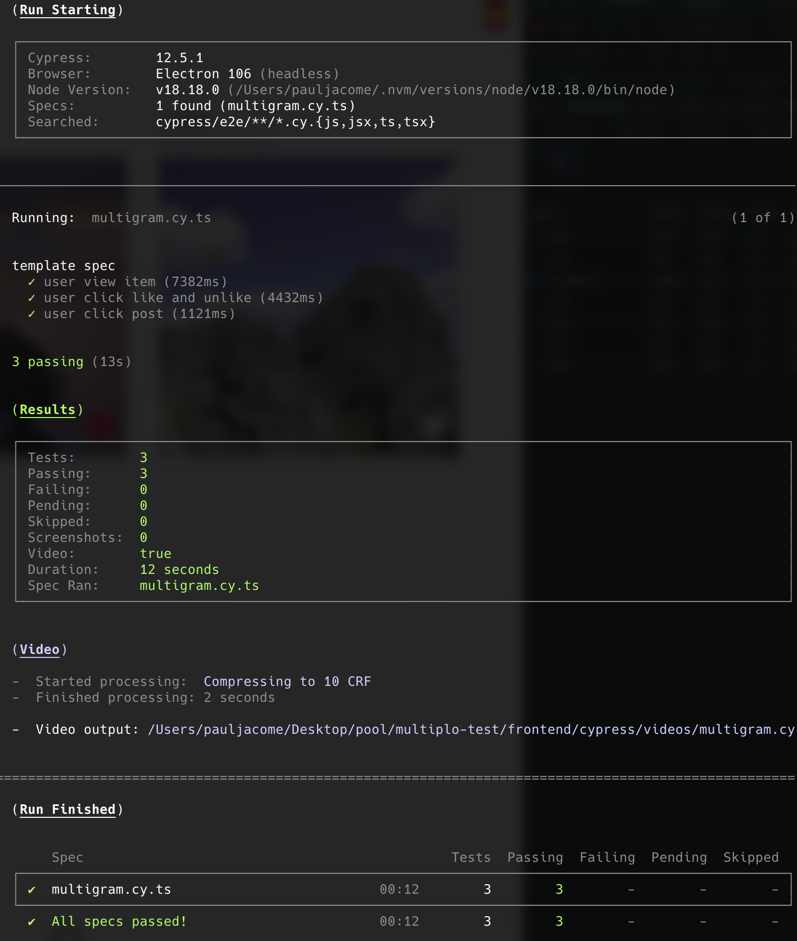 (Run Starting)
Cypress: 12.5.1
Browser: Electron 106 (headless)
Node Version: v18.18.0 (/Users/pauljacome/.nvm/versions/node/v18.18.0/bin/node)
Specs: 1 found (multigram.cy.ts)
Searched: cypress/e2e/**/*.cy.{js,jsx,ts,tsx}
Running: multigram.cy.ts (1 of 1)
template spec
✓ user view item (7382ms)
✓ user click like and unlike (4432ms)
✓ user click post (1121ms)
3 passing (13s)
(Results)
Tests: 3
Passing: 3
Failing: 0
Pending: 0
Skipped: 0
Screenshots: 0
Video: true
Duration: 12 seconds
Spec Ran: multigram.cy.ts
(Video)
- Started processing: Compressing to 10 CRF
- Finished processing: 2 seconds
- Video output: /Users/pauljacome/Desktop/pool/multiplo-test/frontend/cypress/videos/multigram.cy
(Run Finished)
Spec Tests Passing Failing Pending Skipped
✔ multigram.cy.ts 00:12 3 3 - - -
✔ All specs passed! 00:12 3 3 - - -